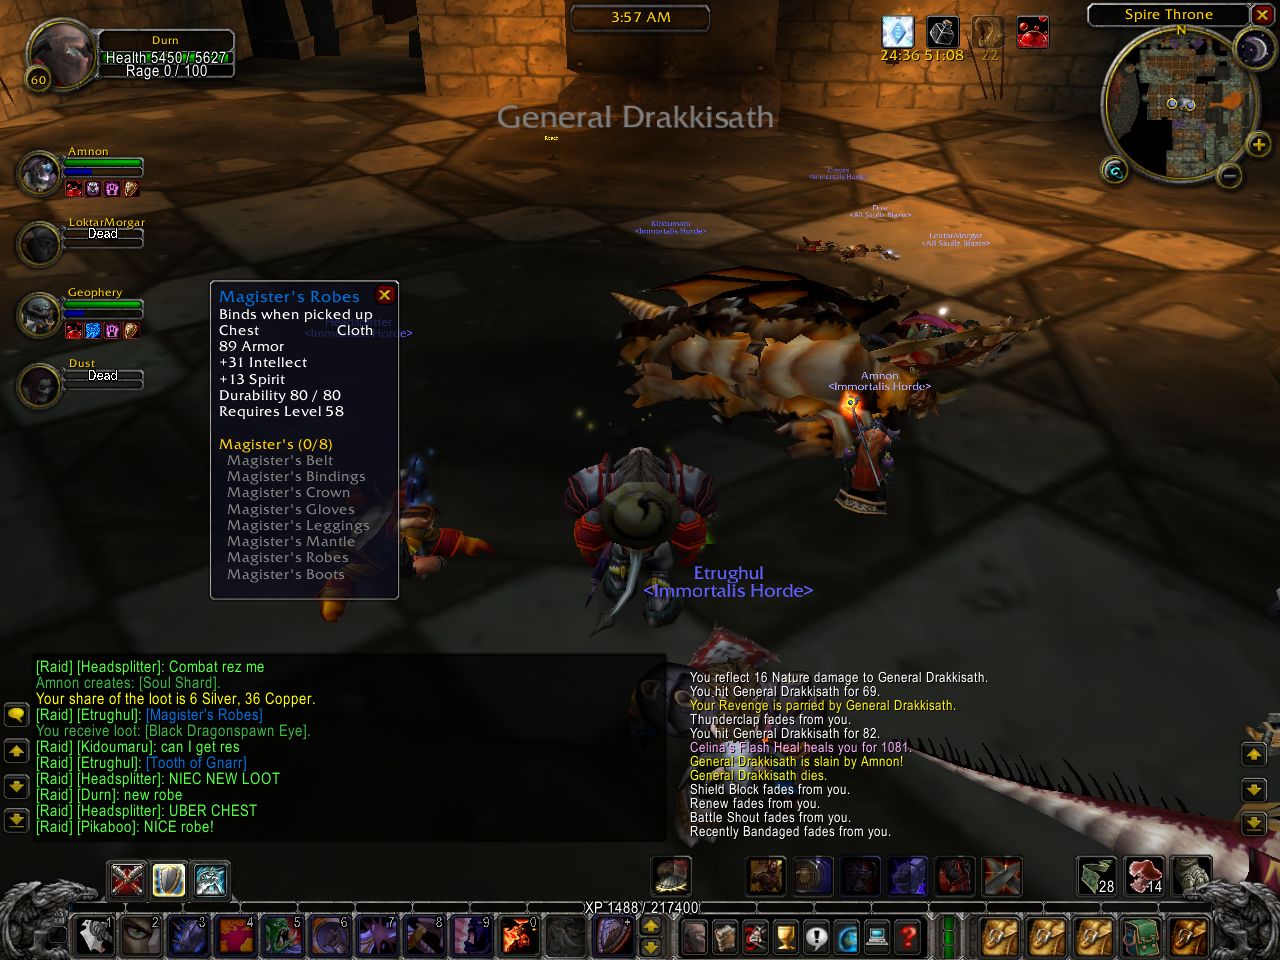 3:57 AM
Spire Throne
N
Durn
Health 5450 / 5627
Rage 0 / 100
60
24:36 51:08 22
General Drakkisath
Amnon
LoktarMorgar
Dead
Geophery
Dust
Dead
<Immortalis Horde>
Dust
<All Skullz Blazin>
Kidoumaru
<Immortalis Horde>
LoktarMorgar
<All Skullz Blazin>
Amnon
<Immortalis Horde>
Magister's Robes
Binds when picked up
Chest Cloth
89 Armor
+31 Intellect
+13 Spirit
Durability 80 / 80
Requires Level 58
Magister's (0/8)
Magister's Belt
Magister's Bindings
Magister's Crown
Magister's Gloves
Magister's Leggings
Magister's Mantle
Magister's Robes
Magister's Boots
Etrughul
<Immortalis Horde>
[Raid] [Headsplitter]: Combat rez me
Amnon creates: [Soul Shard].
Your share of the loot is 6 Silver, 36 Copper.
[Raid] [Etrughul]: [Magister's Robes]
You receive loot: [Black Dragonspawn Eye].
[Raid] [Kidoumaru]: can I get res
[Raid] [Etrughul]: [Tooth of Gnarr]
[Raid] [Headsplitter]: NIEC NEW LOOT
[Raid] [Durn]: new robe
[Raid] [Headsplitter]: UBER CHEST
[Raid] [Pikaboo]: NICE robe!
You reflect 16 Nature damage to General Drakkisath.
You hit General Drakkisath for 69.
Your Revenge is parried by General Drakkisath.
Thunderclap fades from you.
You hit General Drakkisath for 82.
Celina's Flash Heal heals you for 1081.
General Drakkisath is slain by Amnon!
General Drakkisath dies.
Shield Block fades from you.
Renew fades from you.
Battle Shout fades from you.
Recently Bandaged fades from you.
28 14
XP 1488 / 217400
1 2 3 4 5 6 7 8 9 0